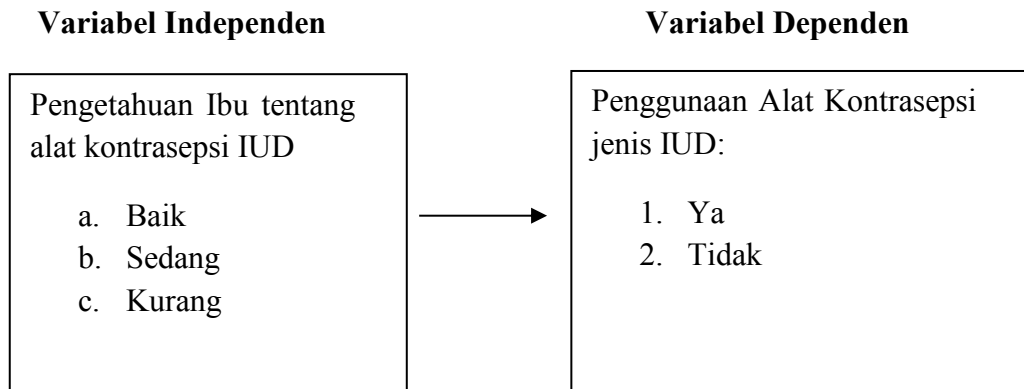 Variabel Independen
Variabel Dependen
Pengetahuan Ibu tentang
alat kontrasepsi IUD
a. Baik
b. Sedang
c. Kurang
Penggunaan Alat Kontrasepsi
jenis IUD:
1. Ya
2. Tidak